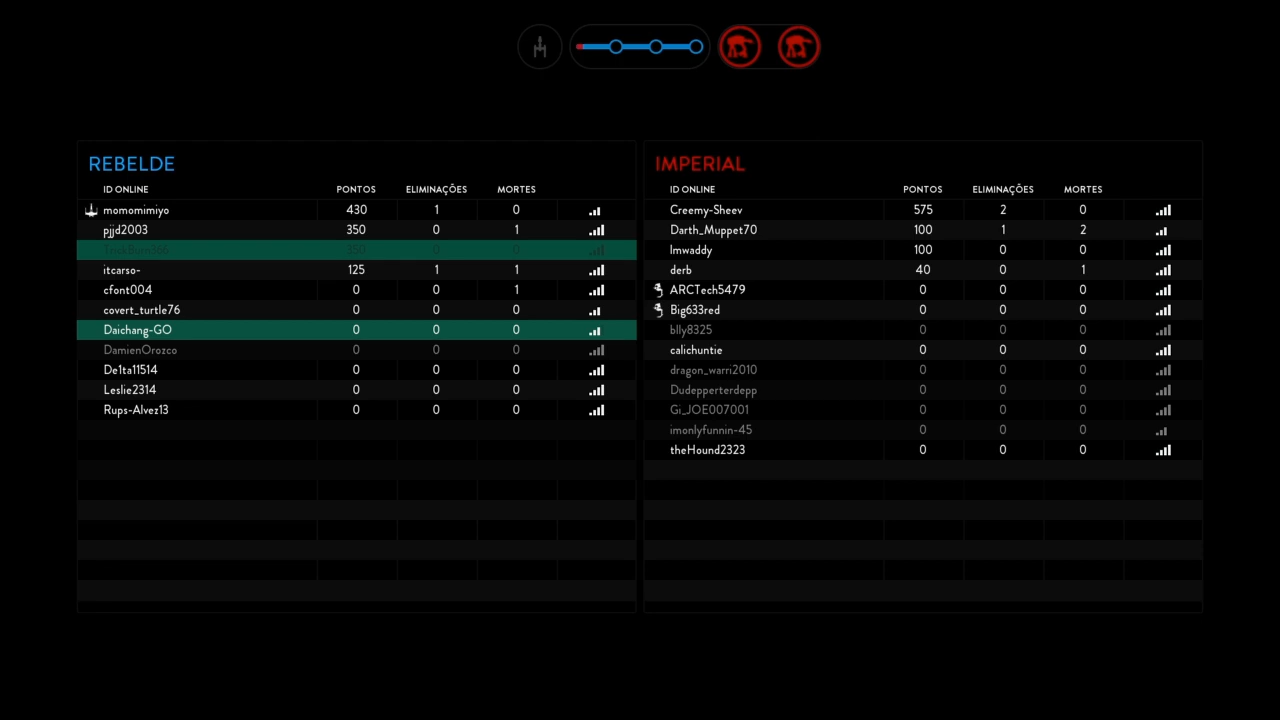 REBELDE
ID ONLINE PONTOS ELIMINAÇÕES MORTES
momomimiyo 430 1 0
pjjd2003 350 0 1
TrickBurn366 350 0 0
itcarso- 125 1 1
cfont004 0 0 1
covert_turtle76 0 0 0
Daichang-GO 0 0 0
DamienOrozco 0 0 0
De1ta11514 0 0 0
Leslie2314 0 0 0
Rups-Alvez13 0 0 0
IMPERIAL
ID ONLINE PONTOS ELIMINAÇÕES MORTES
Creemy-Sheev 575 2 0
Darth_Muppet70 100 1 2
lmwaddy 100 0 0
derb 40 0 1
ARCTech5479 0 0 0
Big633red 0 0 0
blly8325 0 0 0
calichuntie 0 0 0
dragon_warri2010 0 0 0
Dudepperterdepp 0 0 0
Gi_JOE007001 0 0 0
imonlyfunnin-45 0 0 0
theHound2323 0 0 0